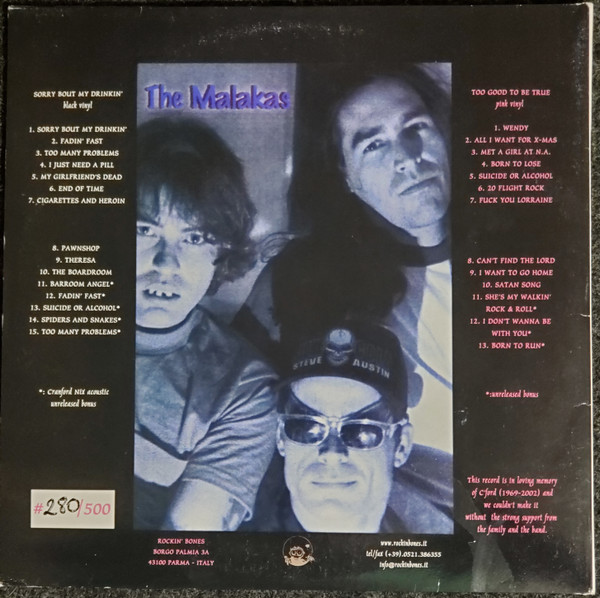 SORRY BOUT MY DRINKIN'
black vinyl
1. SORRY BOUT MY DRINKIN'
2. FADIN' FAST
3. TOO MANY PROBLEMS
4. I JUST NEED A PILL
5. MY GIRLFRIEND'S DEAD
6. END OF TIME
7. CIGARETTES AND HEROIN
8. PAWNSHOP
9. THERESA
10. THE BOARDROOM
11. BARROOM ANGEL*
12. FADIN' FAST*
13. SUICIDE OR ALCOHOL*
14. SPIDERS AND SNAKES*
15. TOO MANY PROBLEMS*
*: Cranford Nix acoustic
unreleased bonus
#280/500
The Malakas
STEVE AUSTIN
TOO GOOD TO BE TRUE
pink vinyl
1. WENDY
2. ALL I WANT FOR X-MAS
3. MET A GIRL AT N.A.
4. BORN TO LOSE
5. SUICIDE OR ALCOHOL
6. 20 FLIGHT ROCK
7. FUCK YOU LORRAINE
8. CAN'T FIND THE LORD
9. I WANT TO GO HOME
10. SATAN SONG
11. SHE'S MY WALKIN'
ROCK & ROLL*
12. I DON'T WANNA BE
WITH YOU*
13. BORN TO RUN*
*:unreleased bonus
This record is in loving memory
of C'ford (1969-2002) and
we couldn't make it
without the strong support from
the family and the band.
ROCKIN' BONES
BORGO PALMIA 3A
43100 PARMA - ITALY
www.rockinbones.it
tel/fax (+39).0521.386355
info@rockinbones.it